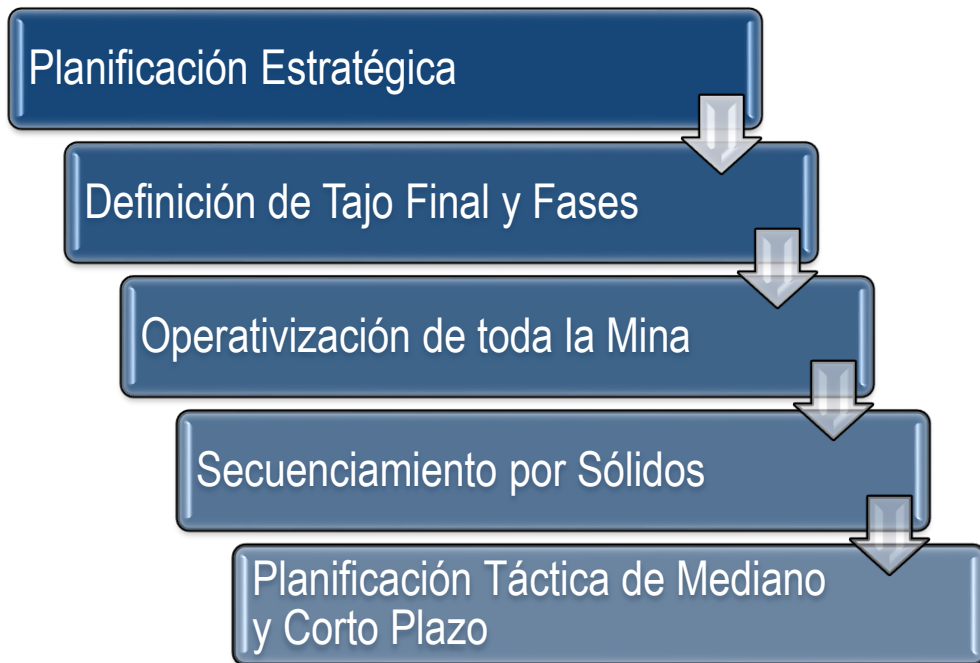 Planificación Estratégica
Definición de Tajo Final y Fases
Operativización de toda la Mina
Secuenciamiento por Sólidos
Planificación Táctica de Mediano
y Corto Plazo